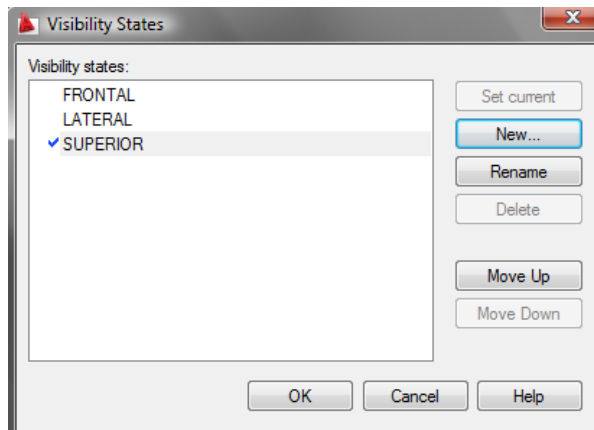 Visibility States
Visibility states:
FRONTAL
LATERAL
SUPERIOR
Set current
New...
Rename
Delete
Move Up
Move Down
OK
Cancel
Help